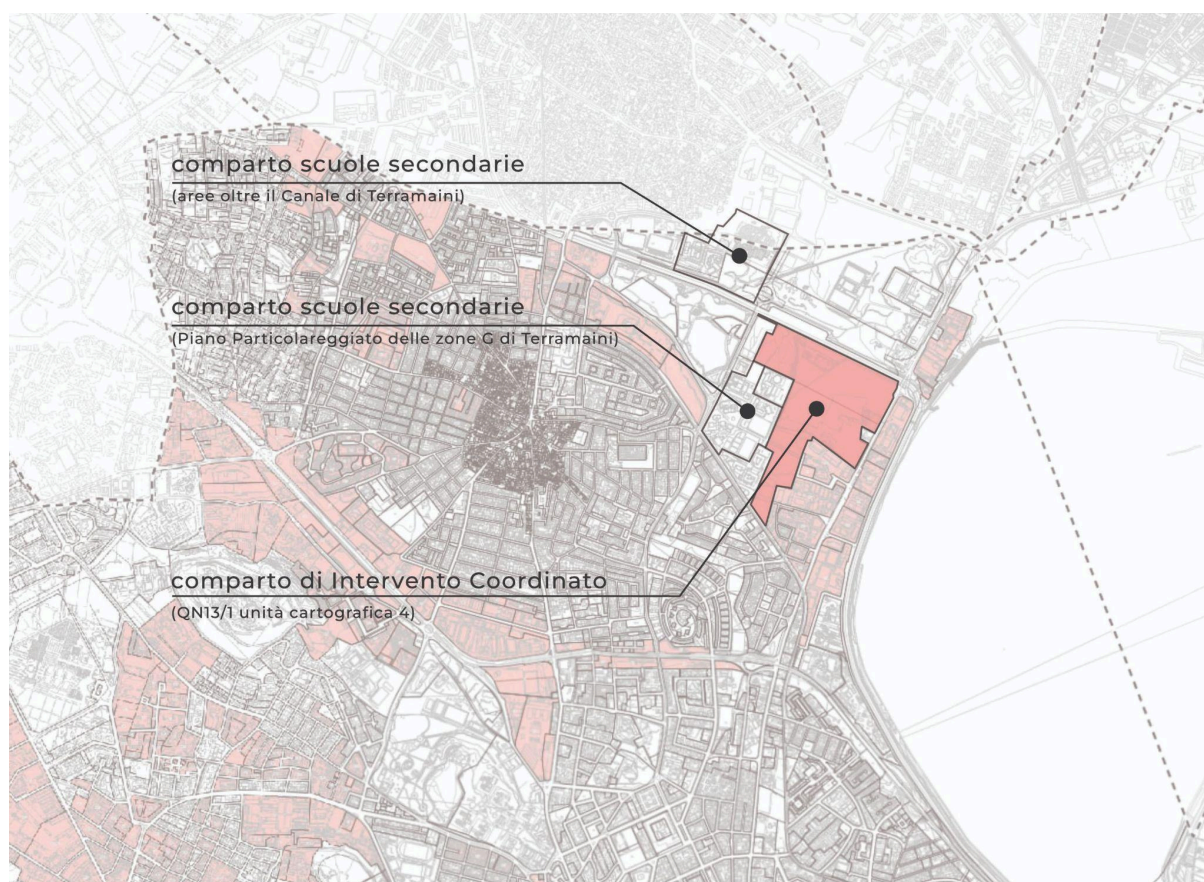 comparto scuole secondarie
(aree oltre il Canale di Terramaini)
comparto scuole secondarie
(Piano Particolareggiato delle zone G di Terramaini)
comparto di Intervento Coordinato
(QN13/1 unità cartografica 4)